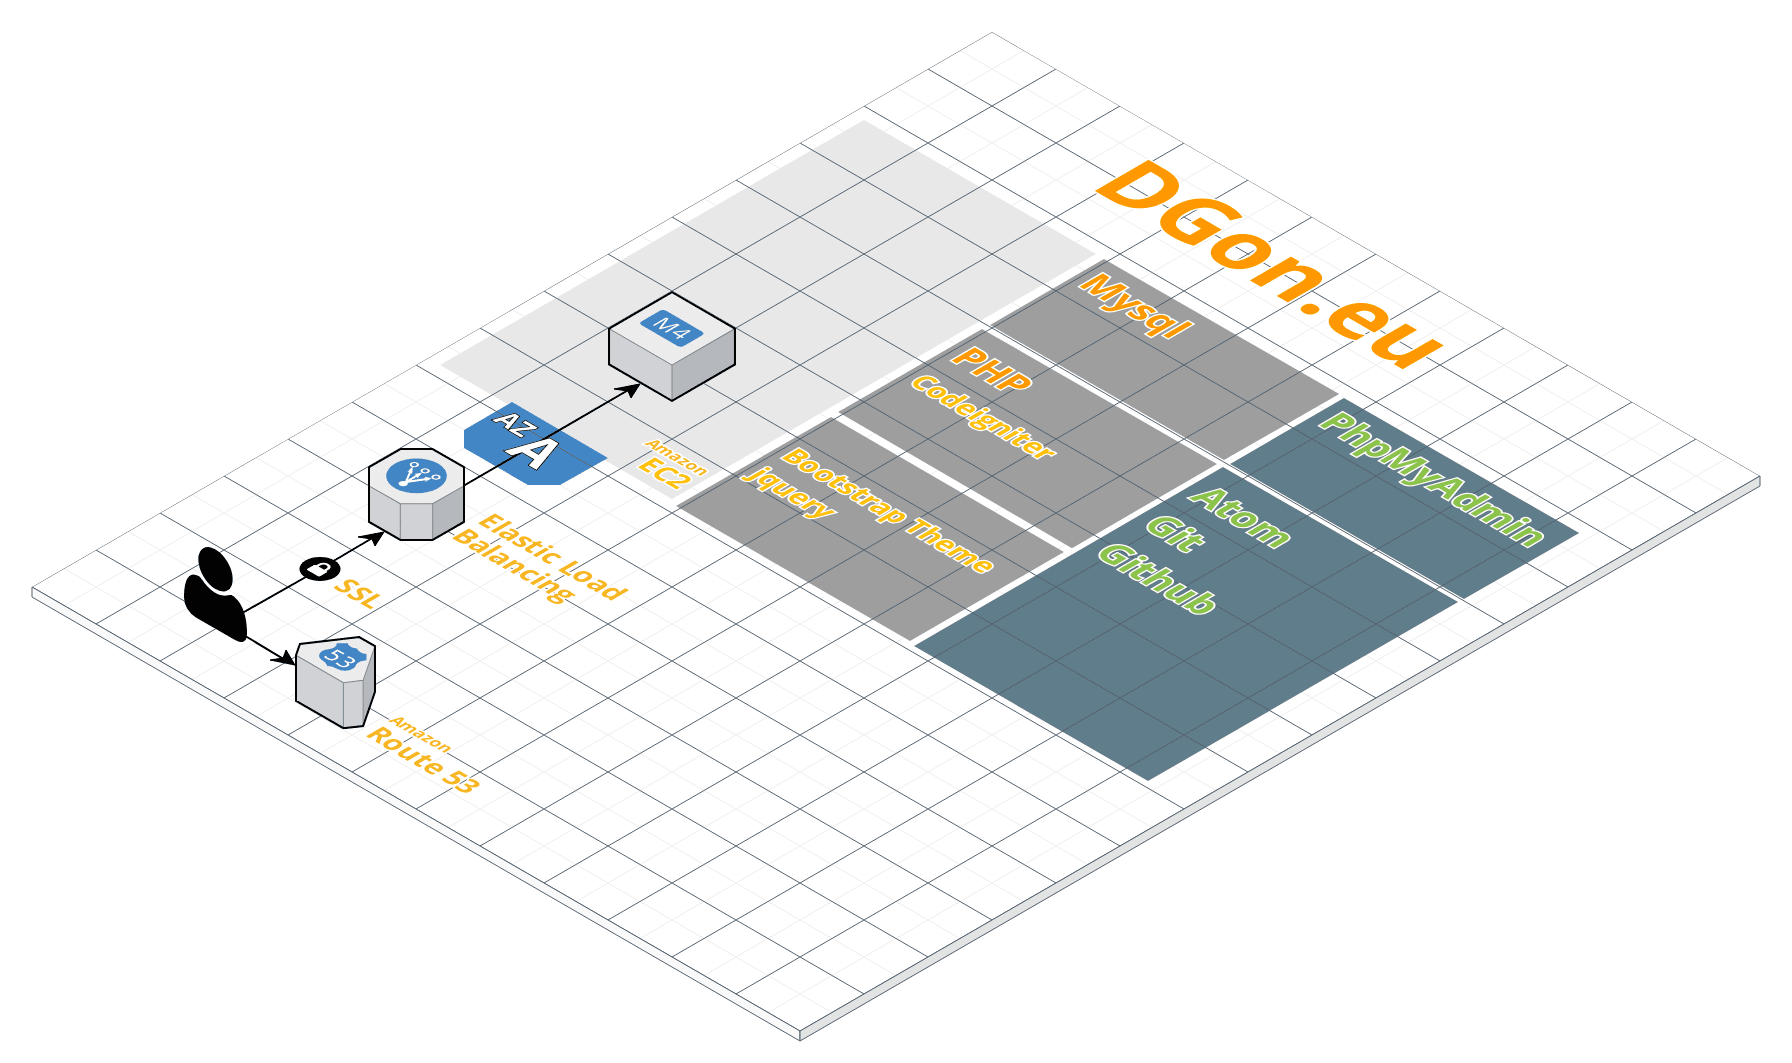 DGon.eu
Mysql
PHP
Codeigniter
Bootstrap Theme
jquery
PhpMyAdmin
Atom
Git
Github
M4
AZ
A
Amazon
EC2
Elastic Load
Balancing
SSL
53
Amazon
Route 53